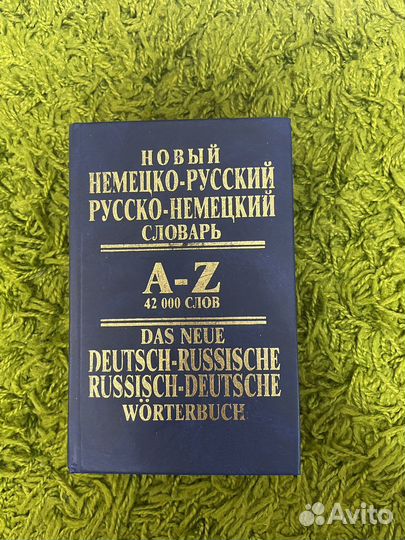 НОВЫЙ
НЕМЕЦКО-РУССКИЙ
РУССКО-НЕМЕЦКИЙ
СЛОВАРЬ
A-Z
42 000 СЛОВ
DAS NEUE
DEUTSCH-RUSSISCHE
RUSSISCH-DEUTSCHE
WÖRTERBUCH
Avito